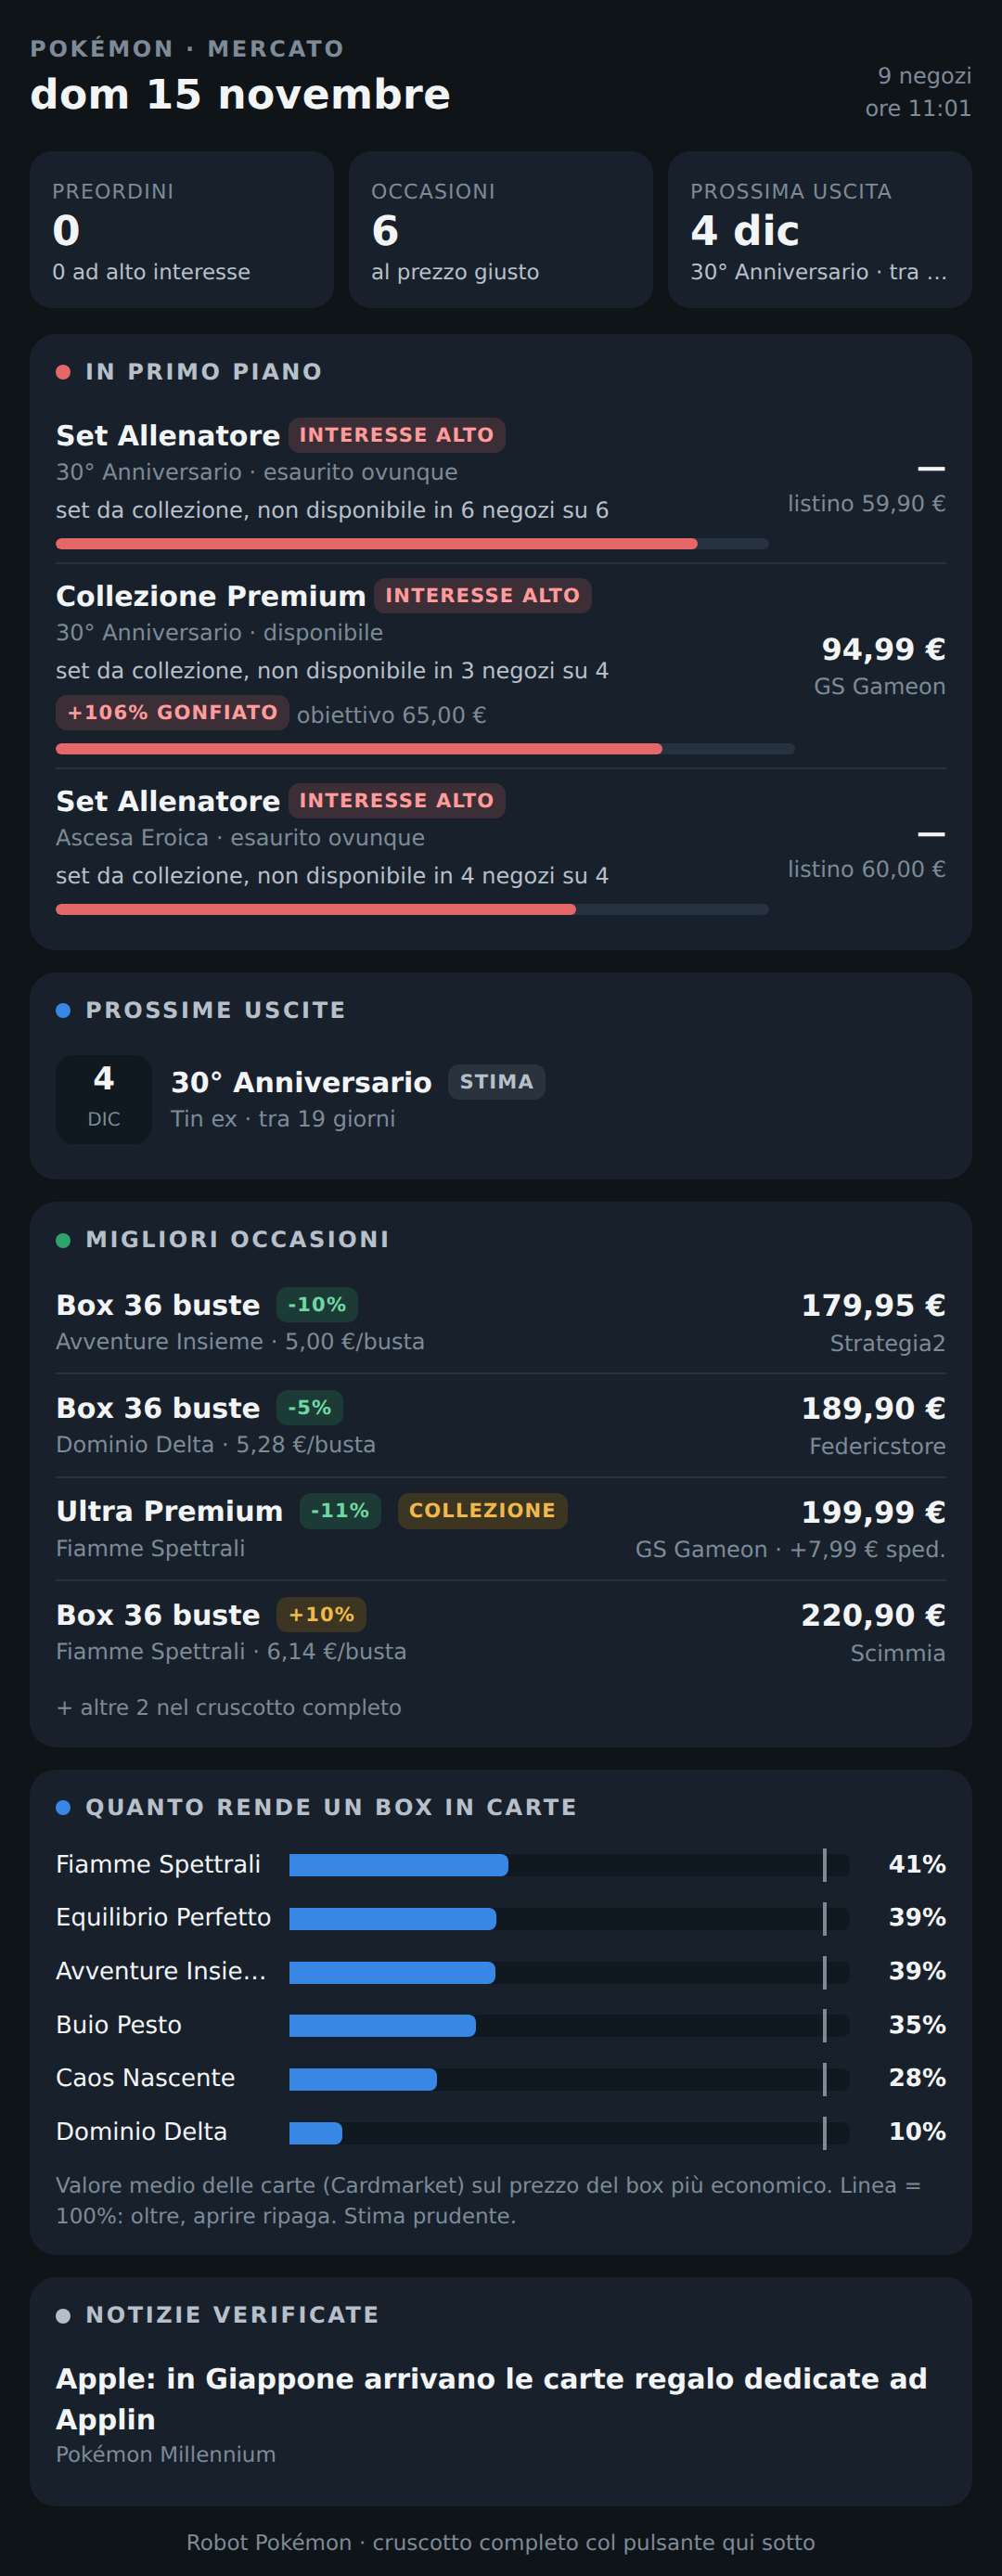 POKÉMON · MERCATO
dom 15 novembre
9 negozi
ore 11:01
PREORDINI
0
0 ad alto interesse
OCCASIONI
6
al prezzo giusto
PROSSIMA USCITA
4 dic
30° Anniversario · tra …
IN PRIMO PIANO
Set Allenatore INTERESSE ALTO
30° Anniversario · esaurito ovunque
set da collezione, non disponibile in 6 negozi su 6
—
listino 59,90 €
Collezione Premium INTERESSE ALTO
30° Anniversario · disponibile
set da collezione, non disponibile in 3 negozi su 4
+106% GONFIATO obiettivo 65,00 €
94,99 €
GS Gameon
Set Allenatore INTERESSE ALTO
Ascesa Eroica · esaurito ovunque
set da collezione, non disponibile in 4 negozi su 4
—
listino 60,00 €
PROSSIME USCITE
4
DIC
30° Anniversario STIMA
Tin ex · tra 19 giorni
MIGLIORI OCCASIONI
Box 36 buste -10%
Avventure Insieme · 5,00 €/busta
179,95 €
Strategia2
Box 36 buste -5%
Dominio Delta · 5,28 €/busta
189,90 €
Federicstore
Ultra Premium -11% COLLEZIONE
Fiamme Spettrali
199,99 €
GS Gameon · +7,99 € sped.
Box 36 buste +10%
Fiamme Spettrali · 6,14 €/busta
220,90 €
Scimmia
+ altre 2 nel cruscotto completo
QUANTO RENDE UN BOX IN CARTE
Fiamme Spettrali 41%
Equilibrio Perfetto 39%
Avventure Insie… 39%
Buio Pesto 35%
Caos Nascente 28%
Dominio Delta 10%
Valore medio delle carte (Cardmarket) sul prezzo del box più economico. Linea =
100%: oltre, aprire ripaga. Stima prudente.
NOTIZIE VERIFICATE
Apple: in Giappone arrivano le carte regalo dedicate ad
Applin
Pokémon Millennium
Robot Pokémon · cruscotto completo col pulsante qui sotto